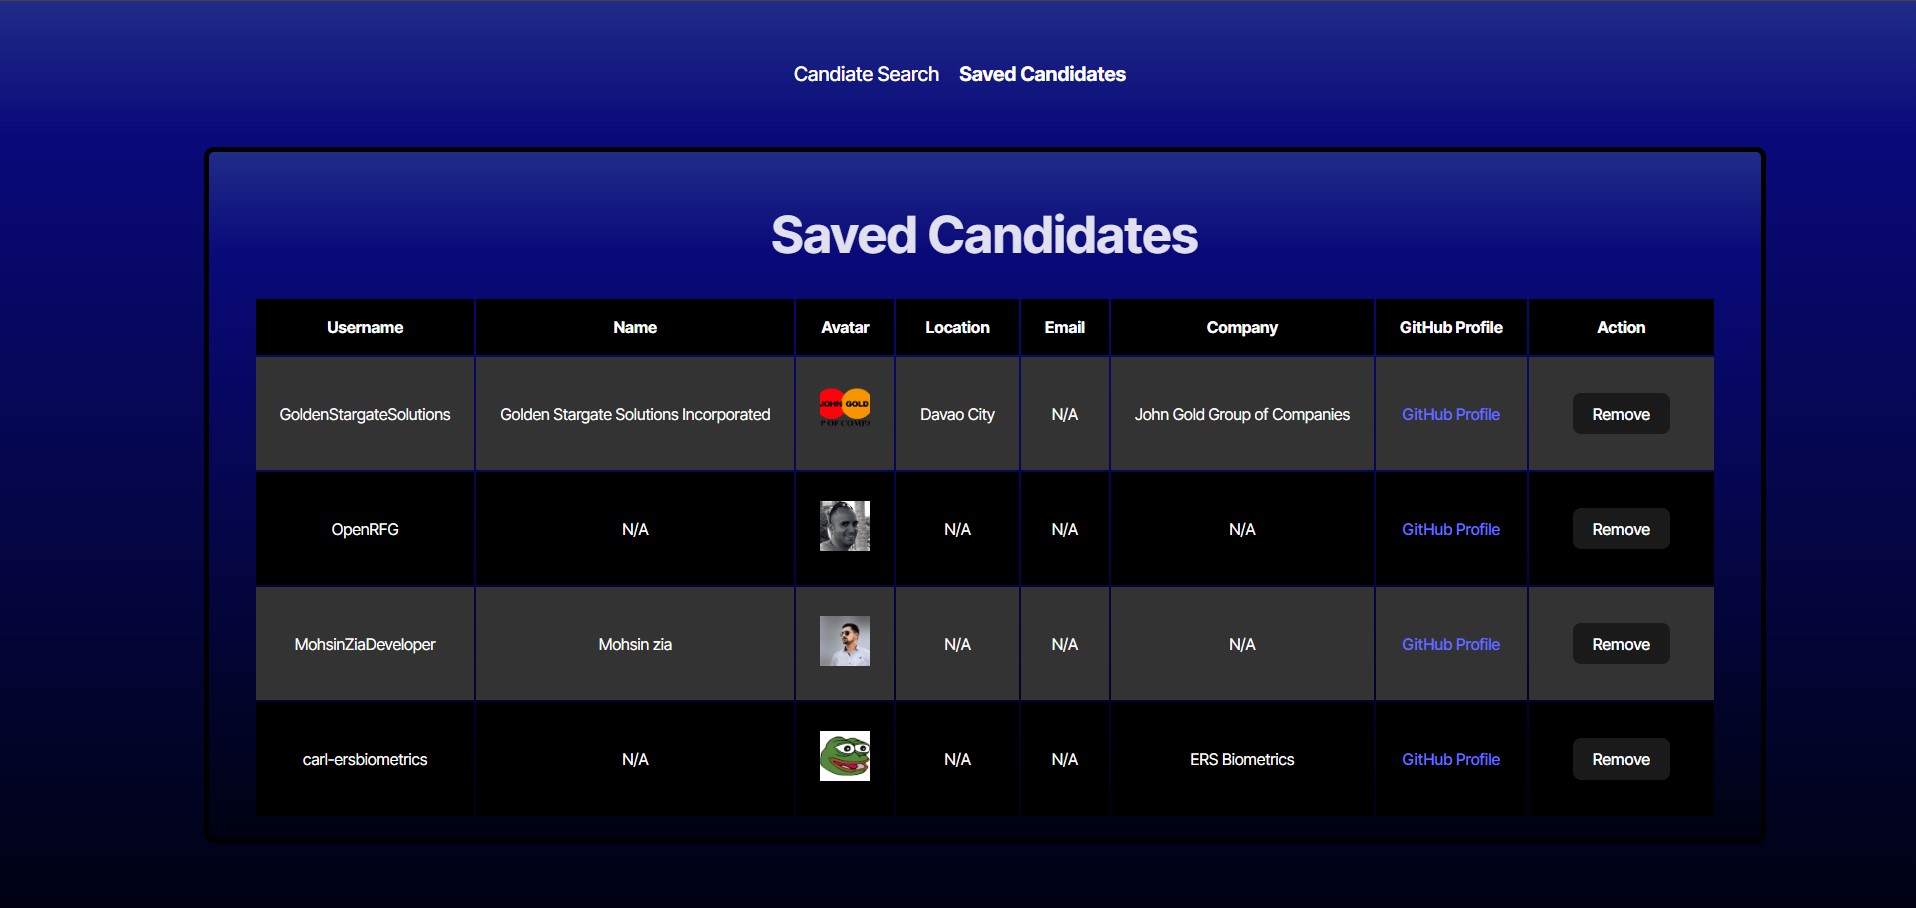 Candiate Search Saved Candidates
Saved Candidates
Username Name Avatar Location Email Company GitHub Profile Action
GoldenStargateSolutions Golden Stargate Solutions Incorporated JOHN GOLD Davao City N/A John Gold Group of Companies GitHub Profile Remove
P OF COMP
OpenRFG N/A N/A N/A N/A GitHub Profile Remove
MohsinZiaDeveloper Mohsin zia N/A N/A N/A GitHub Profile Remove
carl-ersbiometrics N/A N/A N/A ERS Biometrics GitHub Profile Remove